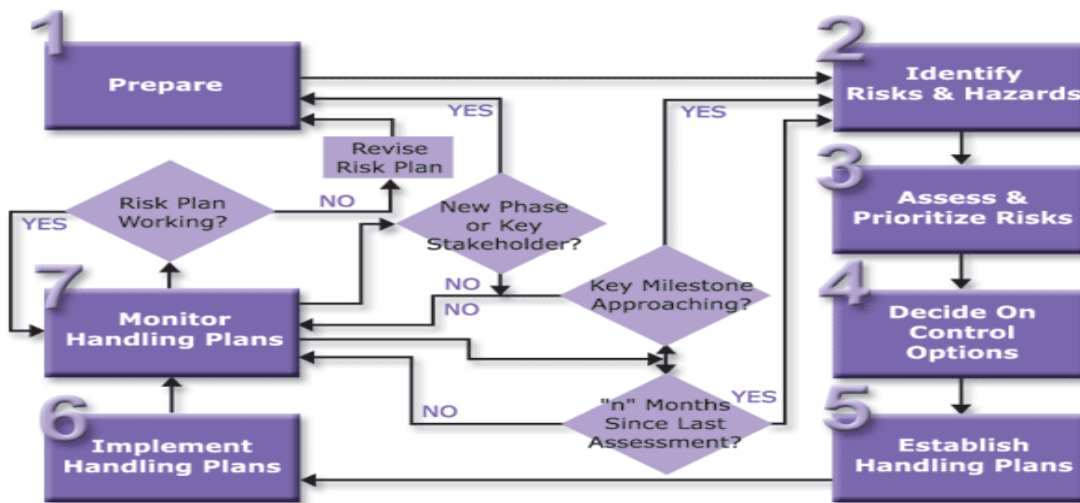 1
Prepare
2
Identify
Risks & Hazards
YES
YES
Revise
Risk Plan
3
Assess &
Prioritize Risks
Risk Plan
Working?
YES
NO
New Phase
or Key
Stakeholder?
NO
NO
Key Milestone
Approaching?
7
Monitor
Handling Plans
4
Decide On
Control
Options
"n" Months
Since Last
Assessment?
NO
YES
6
Implement
Handling Plans
5
Establish
Handling Plans